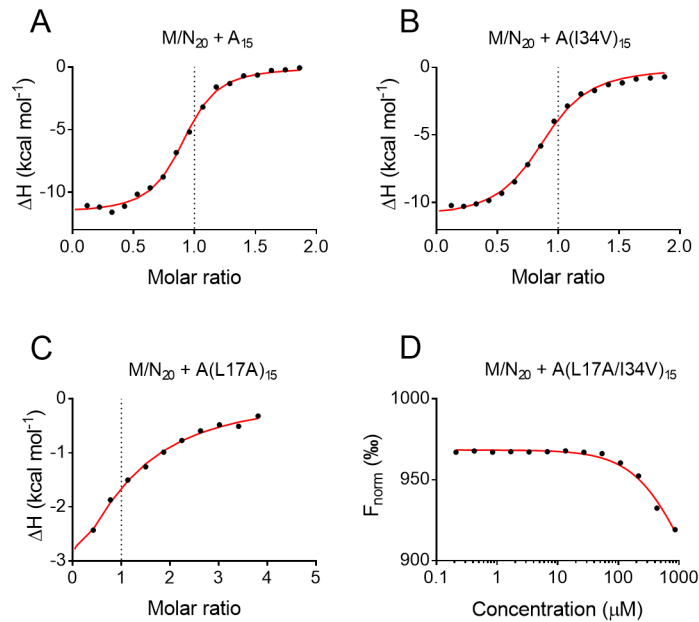 A
M/N20 + A15
ΔH (kcal mol-1)
0
-5
-10
0.0 0.5 1.0 1.5 2.0
Molar ratio
B
M/N20 + A(I34V)15
ΔH (kcal mol-1)
0
-5
-10
0.0 0.5 1.0 1.5 2.0
Molar ratio
C
M/N20 + A(L17A)15
ΔH (kcal mol-1)
0
-1
-2
-3
0 1 2 3 4 5
Molar ratio
D
M/N20 + A(L17A/I34V)15
Fnorm (‰)
1000
950
900
0.1 1 10 100 1000
Concentration (μM)